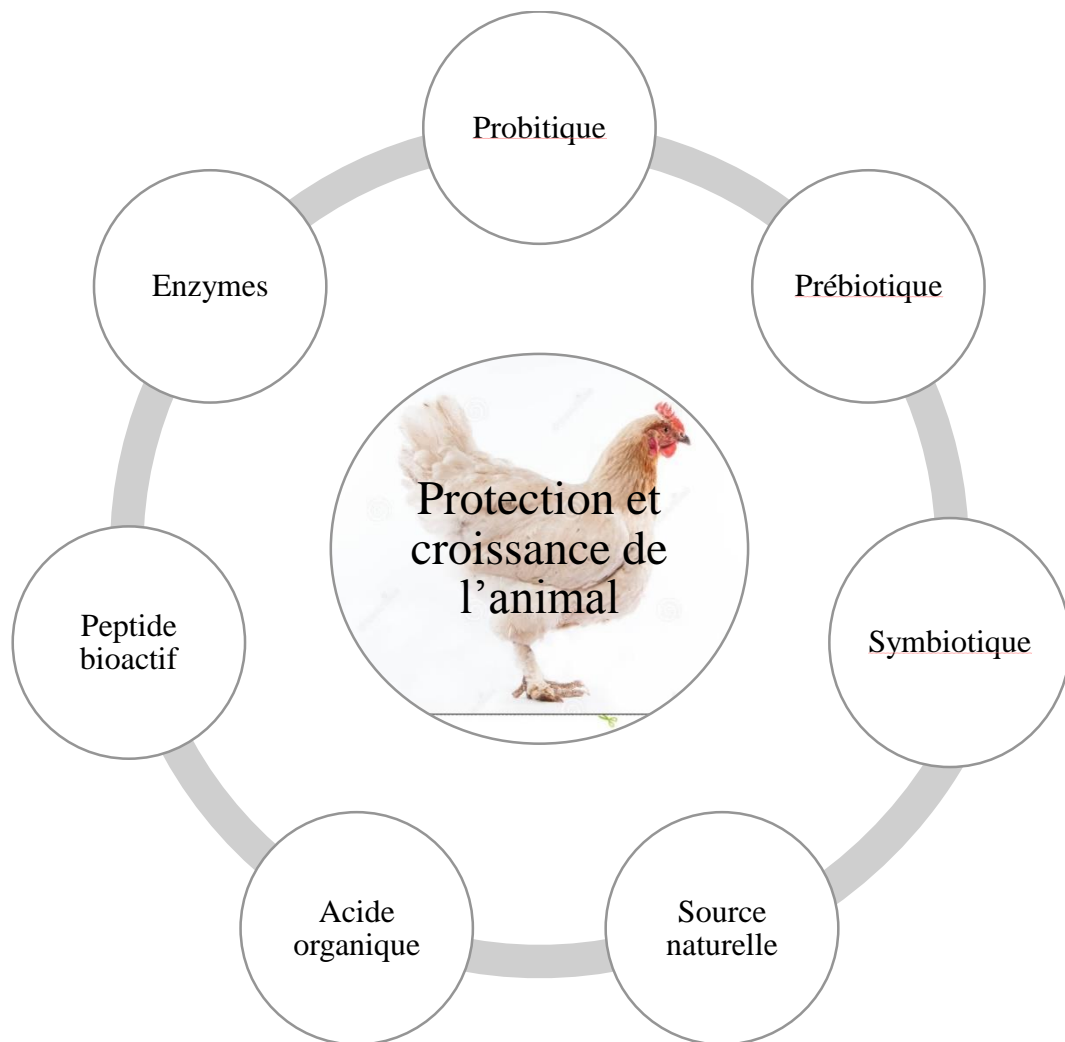 Probitique
Prébiotique
Symbiotique
Source
naturelle
Acide
organique
Peptide
bioactif
Enzymes
Protection et
croissance de
l’animal